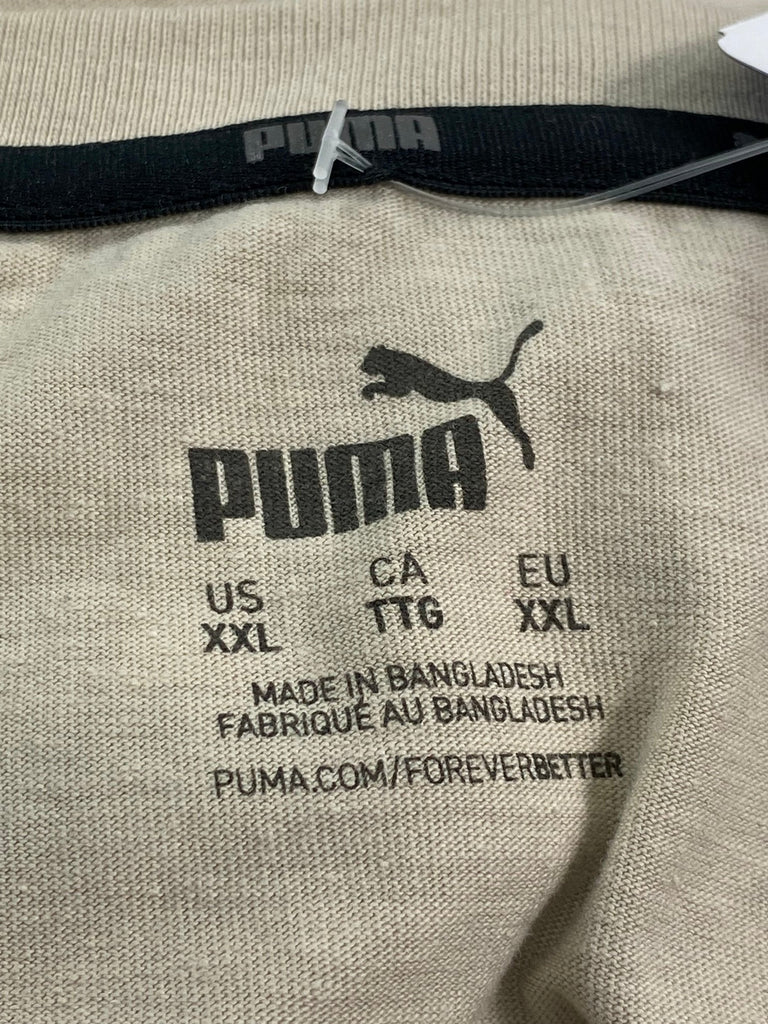 PUMA
PUMA
US CA EU
XXL TTG XXL
MADE IN BANGLADESH
FABRIQUÉ AU BANGLADESH
PUMA.COM/FOREVERBETTER